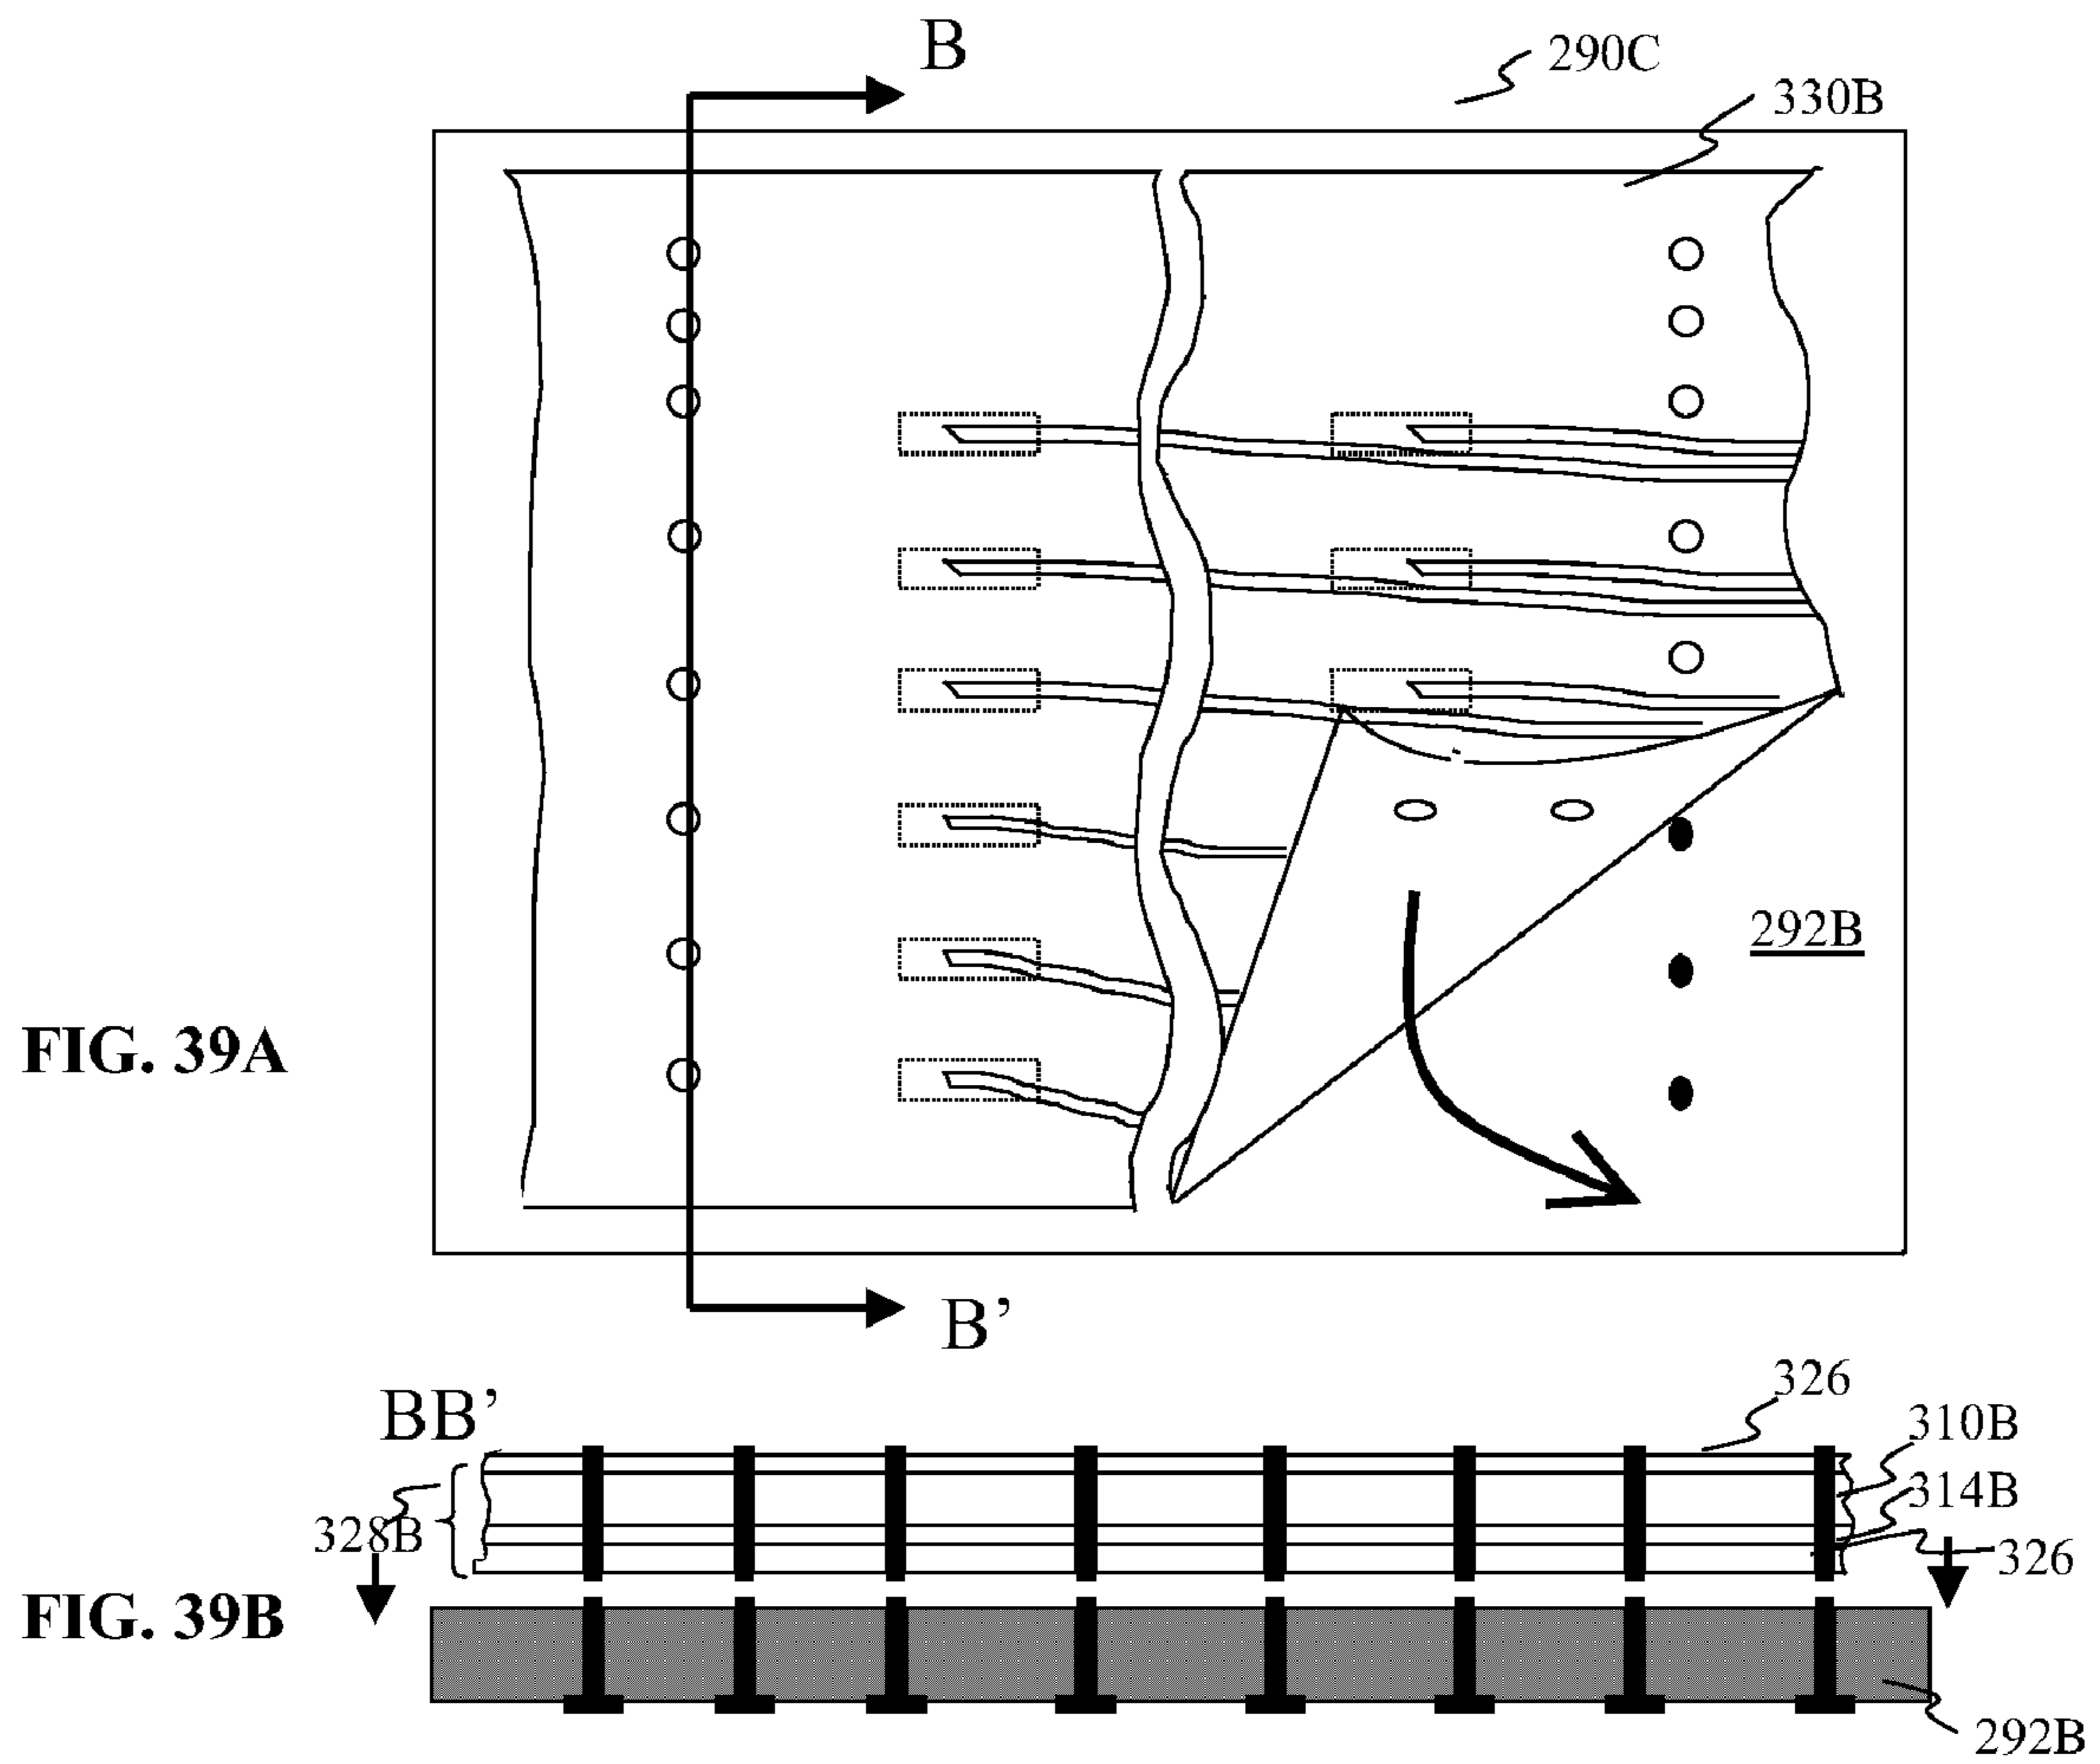 B
290C
330B
292B
FIG. 39A
B’
BB’
326
310B
314B
328B
326
FIG. 39B
292B